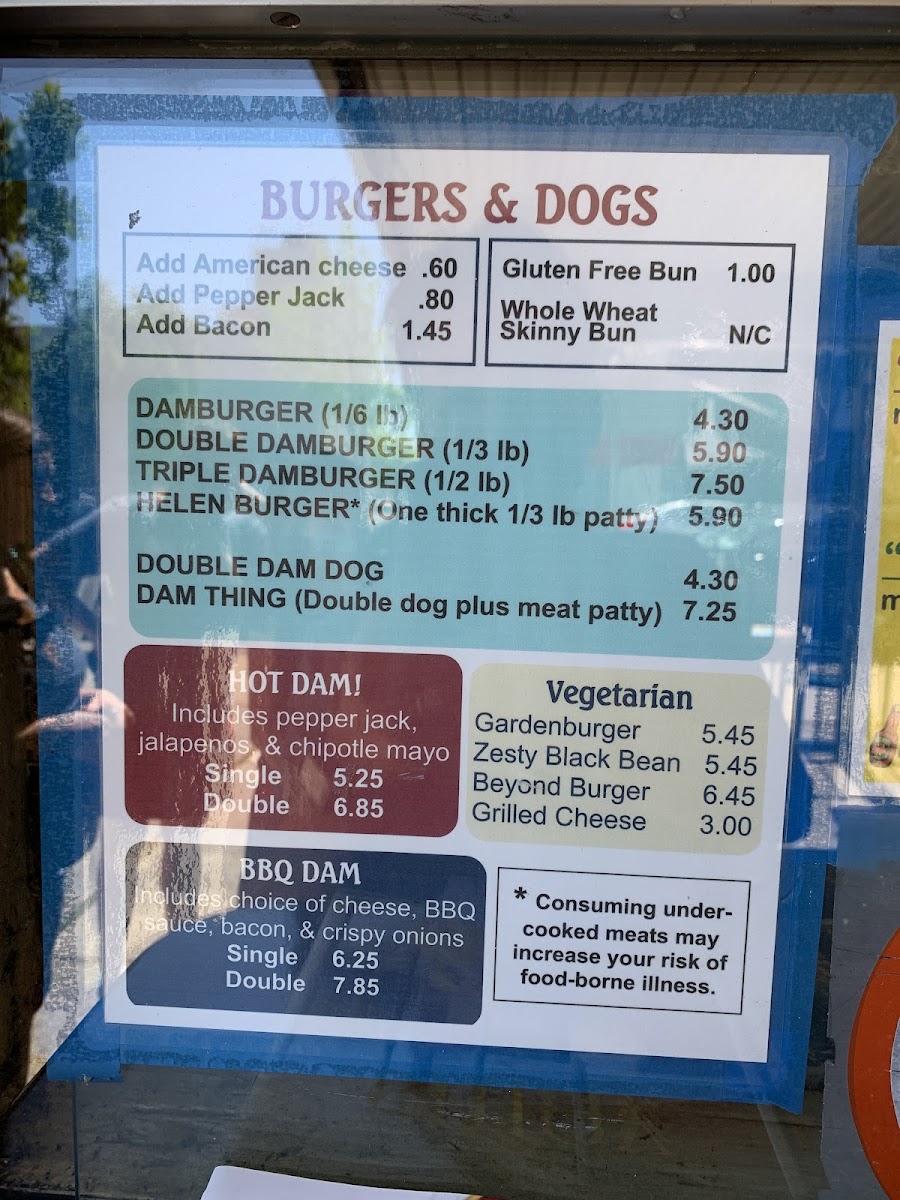 BURGERS & DOGS
Add American cheese .60
Add Pepper Jack .80
Add Bacon 1.45
Gluten Free Bun 1.00
Whole Wheat
Skinny Bun N/C
DAMBURGER (1/6 lb) 4.30
DOUBLE DAMBURGER (1/3 lb) 5.90
TRIPLE DAMBURGER (1/2 lb) 7.50
HELEN BURGER* (One thick 1/3 lb patty) 5.90
DOUBLE DAM DOG 4.30
DAM THING (Double dog plus meat patty) 7.25
HOT DAM!
Includes pepper jack,
jalapenos, & chipotle mayo
Single 5.25
Double 6.85
Vegetarian
Gardenburger 5.45
Zesty Black Bean 5.45
Beyond Burger 6.45
Grilled Cheese 3.00
BBQ DAM
Includes choice of cheese, BBQ
sauce, bacon, & crispy onions
Single 6.25
Double 7.85
* Consuming under-
cooked meats may
increase your risk of
food-borne illness.